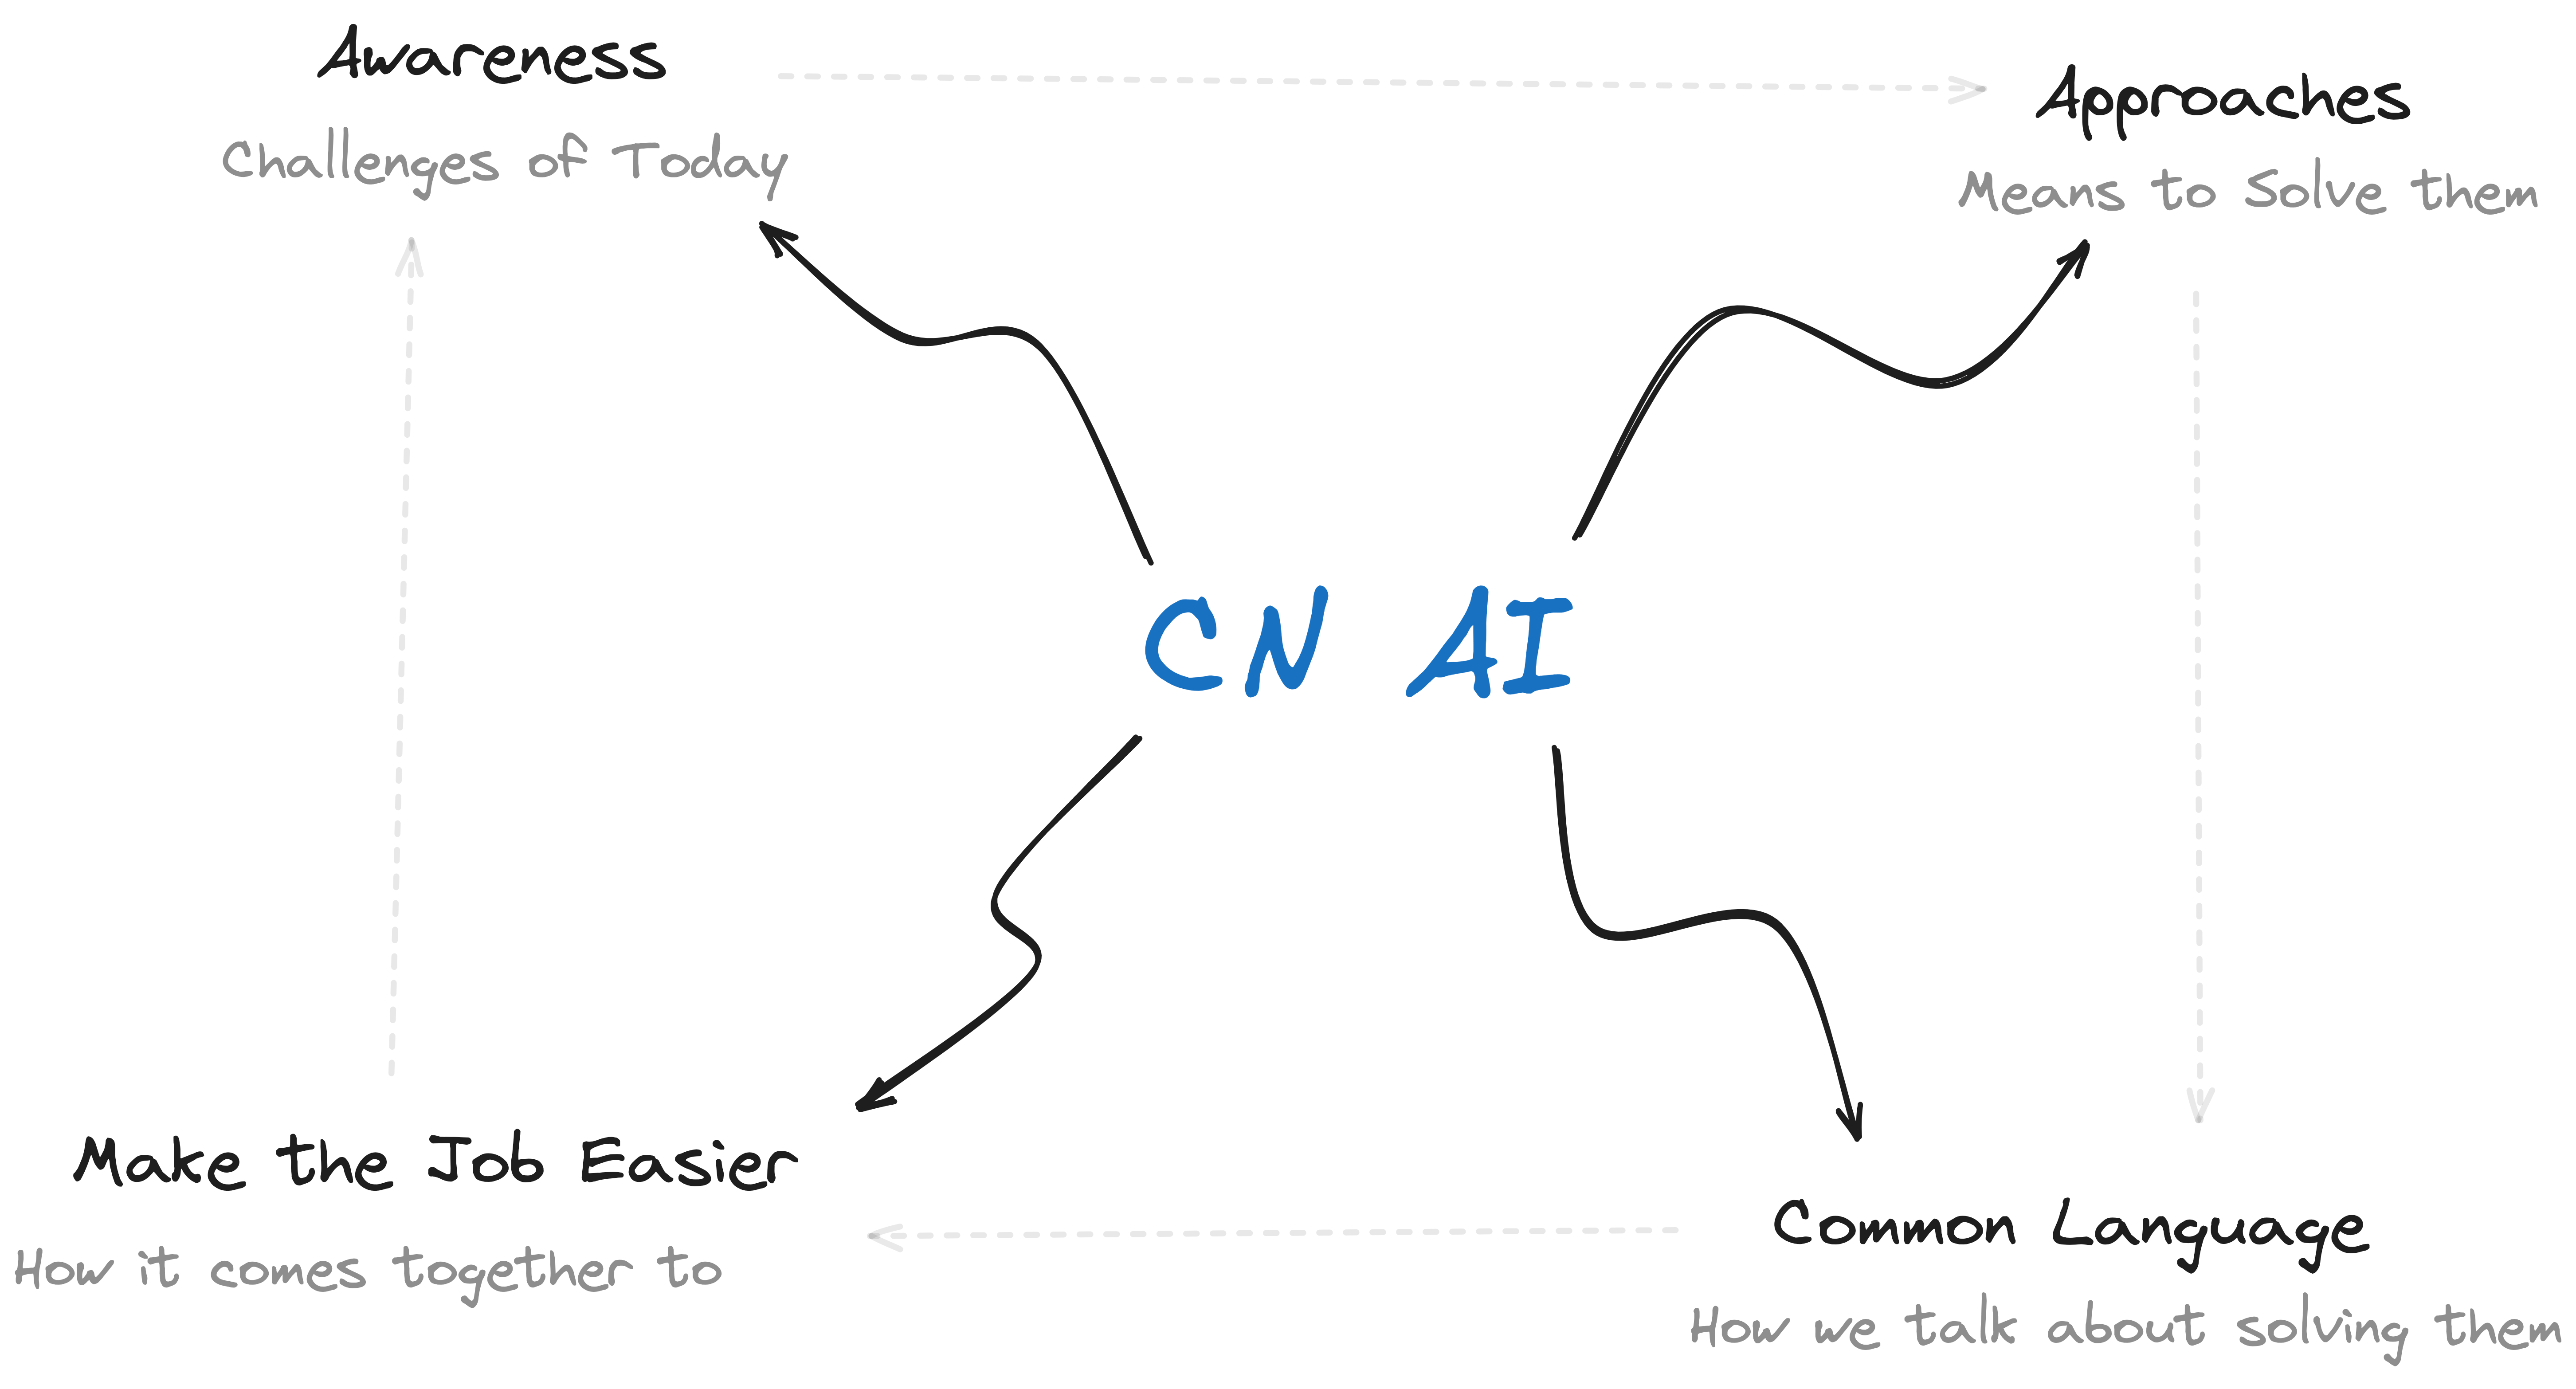 Awareness
Challenges of Today
Approaches
Means to Solve them
CN AI
Make the Job Easier
How it comes together to
Common Language
How we talk about solving them